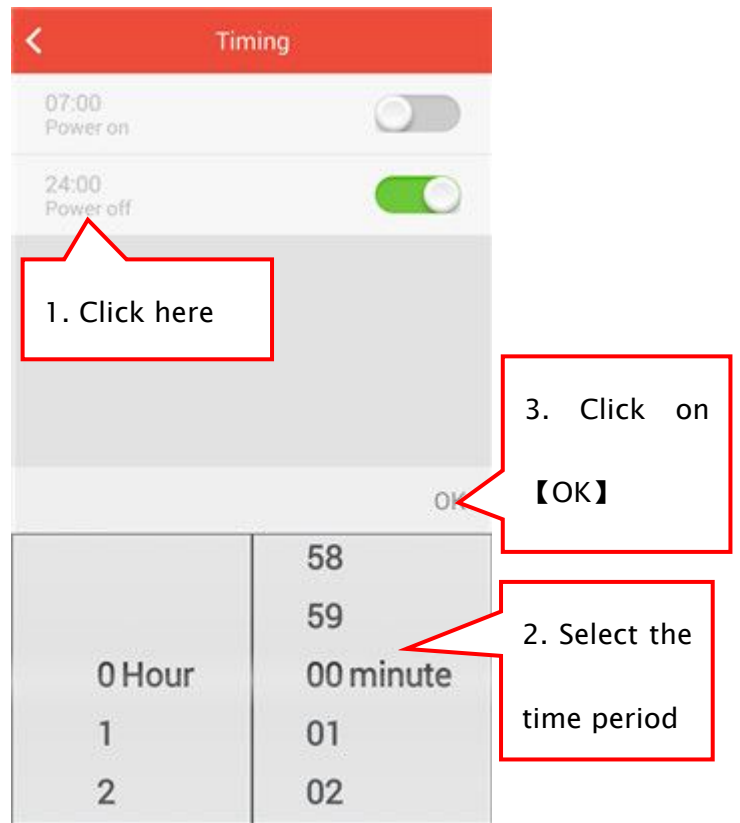 Timing
07:00
Power on
24:00
Power off
1. Click here
3. Click on
【OK】
OK
58
59
0 Hour 00 minute
1 01
2 02
2. Select the
time period